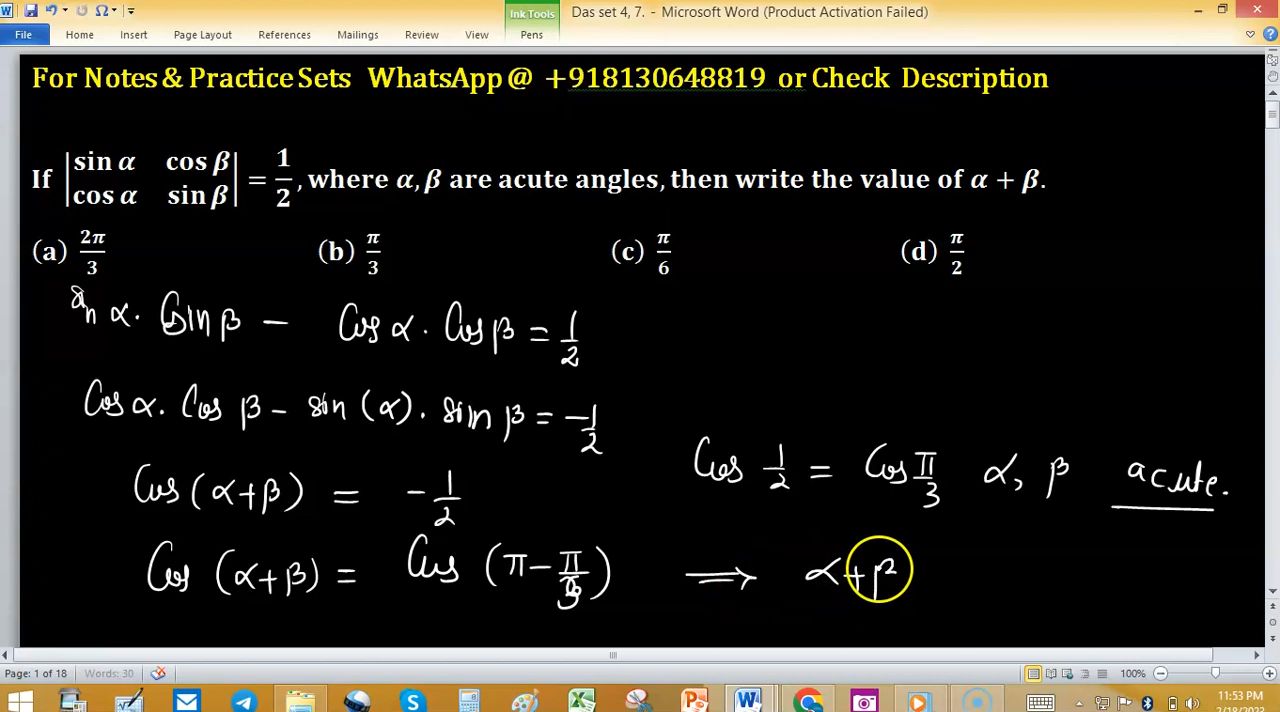 Das set 4, 7. - Microsoft Word (Product Activation Failed)
Ink Tools
File Home Insert Page Layout References Mailings Review View Pens
For Notes & Practice Sets WhatsApp @ +918130648819 or Check Description
If |sin α cos β| = 1/2, where α, β are acute angles, then write the value of α + β.
|cos α sin β|
(a) 2π/3 (b) π/3 (c) π/6 (d) π/2
Sin α · Sin β - Cos α · Cos β = 1/2
Cos α. Cos β - sin (α). sin β = -1/2
Cos 1/2 = Cos π/3 α, β acute.
Cos (α+β) = -1/2
Cos (α+β) = Cos (π - π/3) ⟹ α+β
Page: 1 of 18 Words: 30 100%
11:53 PM
2/18/2023